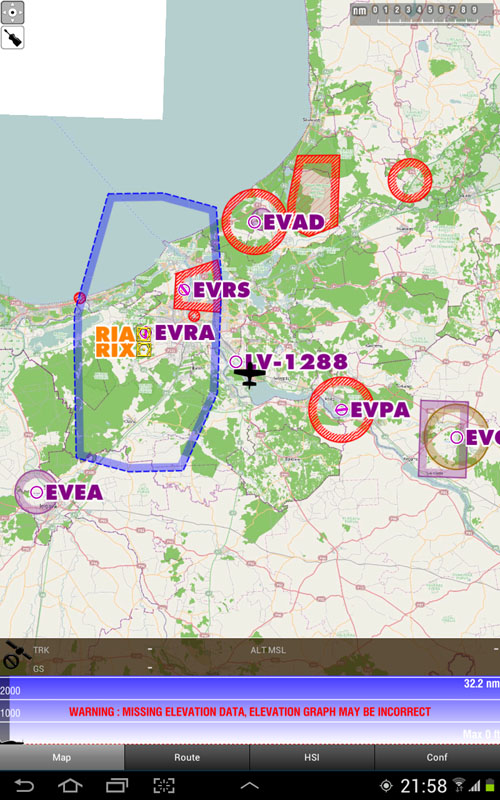 nm 0 1 2 3 4 5 6 7 8 9
EVAD
EVRS
RIA EVRA
RIX
LV-1288
EVPA
EVEA
TRK - ALT MSL -
GS -
2000 32.2 nm
1000 WARNING : MISSING ELEVATION DATA, ELEVATION GRAPH MAY BE INCORRECT
Max 0 ft
Map Route HSI Conf
21:58